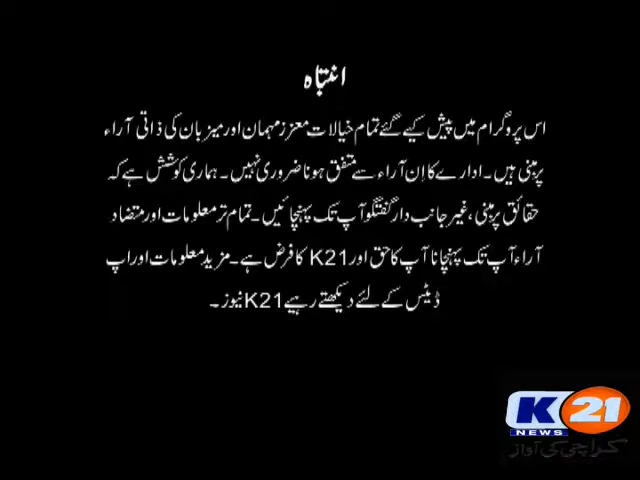 انتباہ
اس پروگرام میں پیش کیے گئے تمام خیالات معزز مہمان اور میزبان کی ذاتی آراء
پر مبنی ہیں۔ ادارے کا اِن آراء سے متفق ہونا ضروری نہیں۔ ہماری کوشش ہے کہ
حقائق پر مبنی، غیر جانب دار گفتگو آپ تک پہنچائیں۔ تمام تر معلومات اور متضاد
آراء آپ تک پہنچانا آپ کا حق اور K21 کا فرض ہے۔ مزید معلومات اور اپ
ڈیٹس کے لئے دیکھتے رہیے K21 نیوز۔
K 21
NEWS
کراچی کی آواز